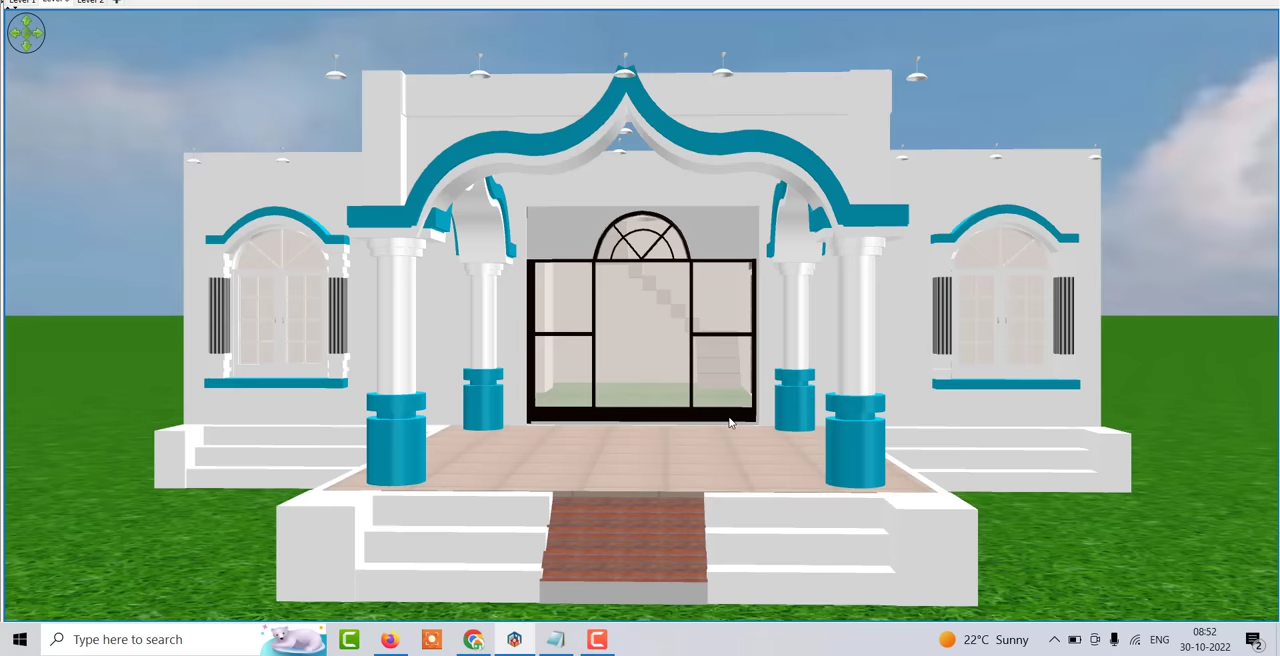 Type here to search
22°C Sunny
ENG
08:52
30-10-2022
2